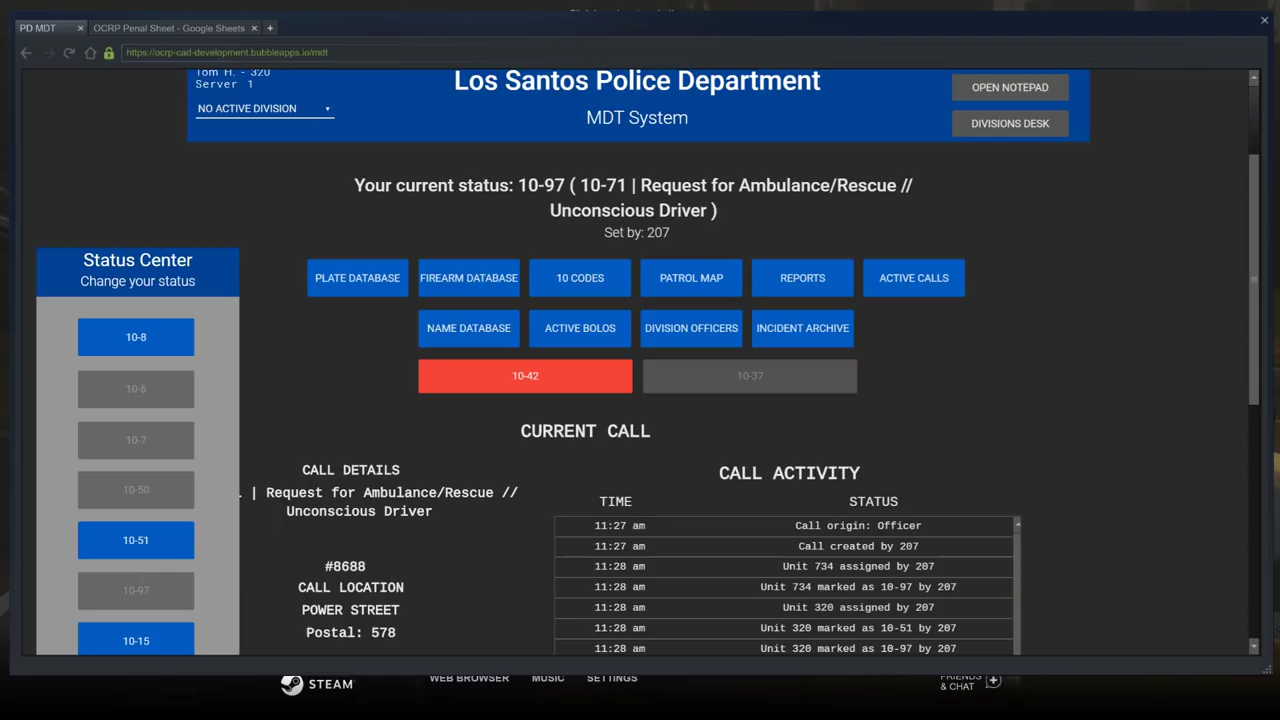 PD MDT
OCRP Penal Sheet - Google Sheets
https://ocrp-cad-development.bubbleapps.io/mdt
Tom H. - 320
Server 1
NO ACTIVE DIVISION
Los Santos Police Department
MDT System
OPEN NOTEPAD
DIVISIONS DESK
Your current status: 10-97 ( 10-71 | Request for Ambulance/Rescue //
Unconscious Driver )
Set by: 207
Status Center
Change your status
10-8
10-6
10-7
10-50
10-51
10-97
10-15
PLATE DATABASE
FIREARM DATABASE
10 CODES
PATROL MAP
REPORTS
ACTIVE CALLS
NAME DATABASE
ACTIVE BOLOS
DIVISION OFFICERS
INCIDENT ARCHIVE
10-42
10-37
CURRENT CALL
CALL DETAILS
| Request for Ambulance/Rescue //
Unconscious Driver
#8688
CALL LOCATION
POWER STREET
Postal: 578
CALL ACTIVITY
TIME STATUS
11:27 am Call origin: Officer
11:27 am Call created by 207
11:28 am Unit 734 assigned by 207
11:28 am Unit 734 marked as 10-97 by 207
11:28 am Unit 320 assigned by 207
11:28 am Unit 320 marked as 10-51 by 207
11:28 am Unit 320 marked as 10-97 by 207
STEAM
WEB BROWSER
MUSIC
SETTINGS
FRIENDS
& CHAT